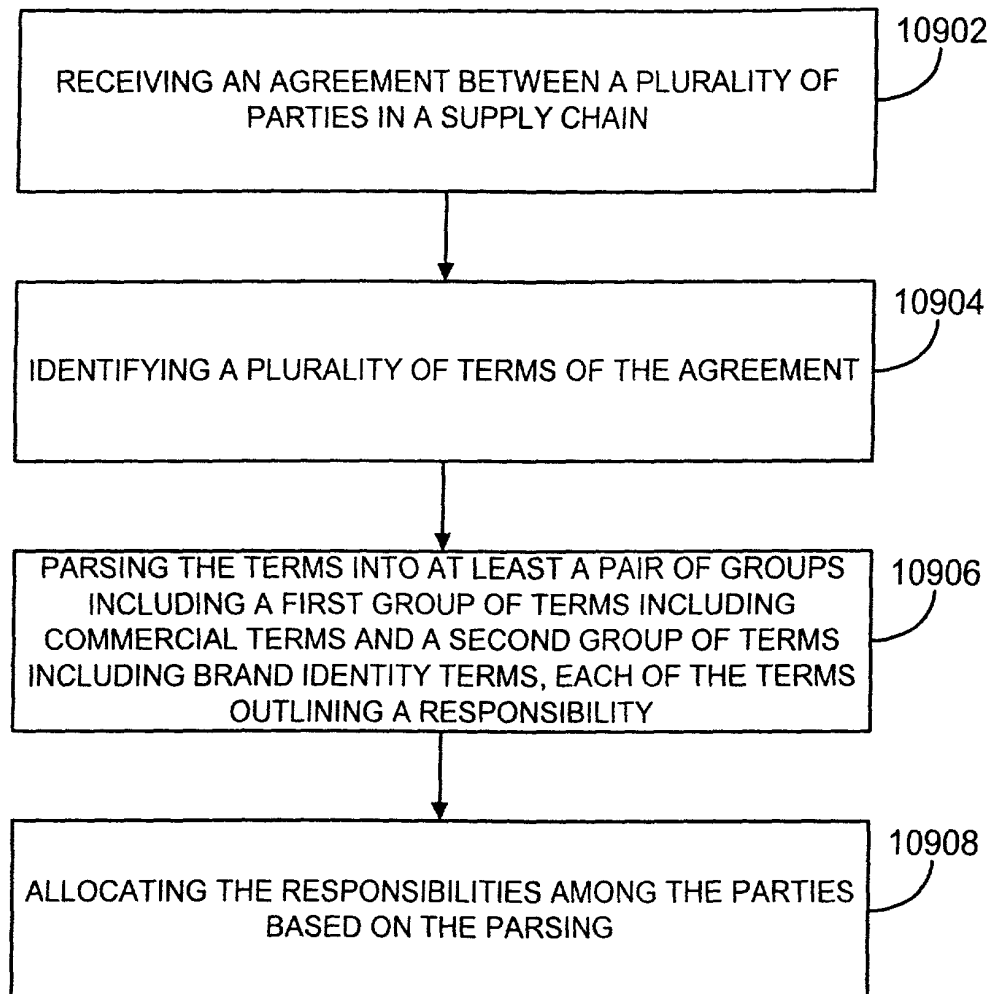 10902
RECEIVING AN AGREEMENT BETWEEN A PLURALITY OF
PARTIES IN A SUPPLY CHAIN
10904
IDENTIFYING A PLURALITY OF TERMS OF THE AGREEMENT
10906
PARSING THE TERMS INTO AT LEAST A PAIR OF GROUPS
INCLUDING A FIRST GROUP OF TERMS INCLUDING
COMMERCIAL TERMS AND A SECOND GROUP OF TERMS
INCLUDING BRAND IDENTITY TERMS, EACH OF THE TERMS
OUTLINING A RESPONSIBILITY
10908
ALLOCATING THE RESPONSIBILITIES AMONG THE PARTIES
BASED ON THE PARSING